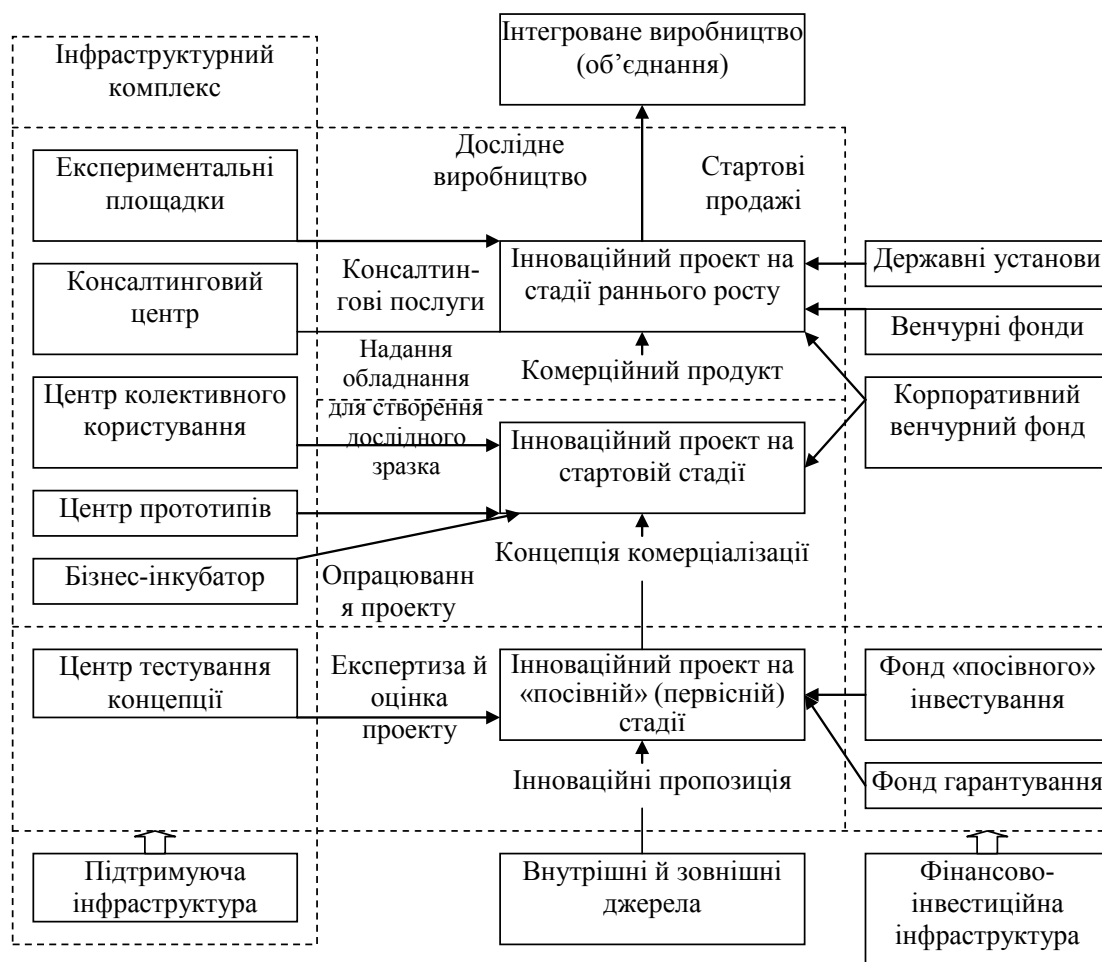 Інтегроване виробництво
(об’єднання)
Інфраструктурний
комплекс
Дослідне
виробництво
Стартові
продажі
Експериментальні
площадки
Консалтинговий
центр
Консалтин-
гові послуги
Інноваційний проект на
стадії раннього росту
Державні установи
Венчурні фонди
Надання
обладнання
для створення
дослідного
зразка
Комерційний продукт
Центр колективного
користування
Інноваційний проект на
стартовій стадії
Корпоративний
венчурний фонд
Центр прототипів
Концепція комерціалізації
Бізнес-інкубатор
Опрацюванн
я проекту
Центр тестування
концепції
Експертиза й
оцінка
проекту
Інноваційний проект на
«посівній» (первісній)
стадії
Фонд «посівного»
інвестування
Інноваційні пропозиція
Фонд гарантування
Підтримуюча
інфраструктура
Внутрішні й зовнішні
джерела
Фінансово-
інвестиційна
інфраструктура